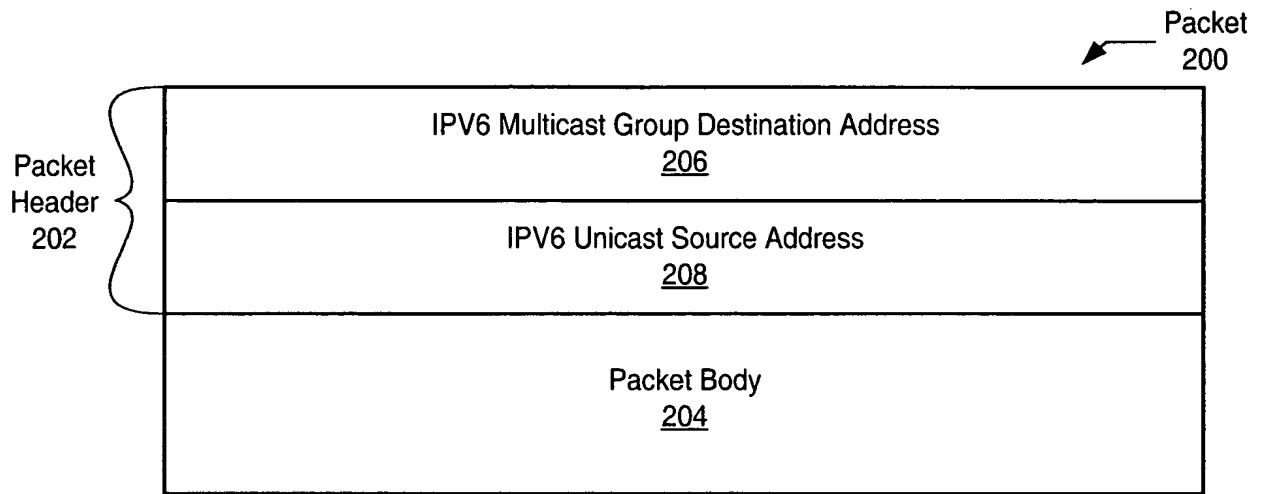 Packet
200
IPV6 Multicast Group Destination Address
206
Packet
Header
202
IPV6 Unicast Source Address
208
Packet Body
204